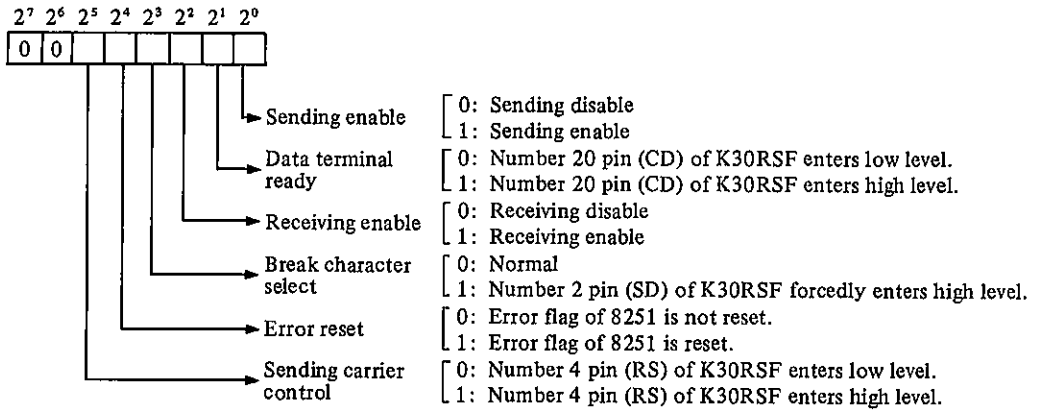 2⁷ 2⁶ 2⁵ 2⁴ 2³ 2² 2¹ 2⁰
0 0
Sending enable
0: Sending disable
1: Sending enable
Data terminal
ready
0: Number 20 pin (CD) of K30RSF enters low level.
1: Number 20 pin (CD) of K30RSF enters high level.
Receiving enable
0: Receiving disable
1: Receiving enable
Break character
select
0: Normal
1: Number 2 pin (SD) of K30RSF forcedly enters high level.
Error reset
0: Error flag of 8251 is not reset.
1: Error flag of 8251 is reset.
Sending carrier
control
0: Number 4 pin (RS) of K30RSF enters low level.
1: Number 4 pin (RS) of K30RSF enters high level.